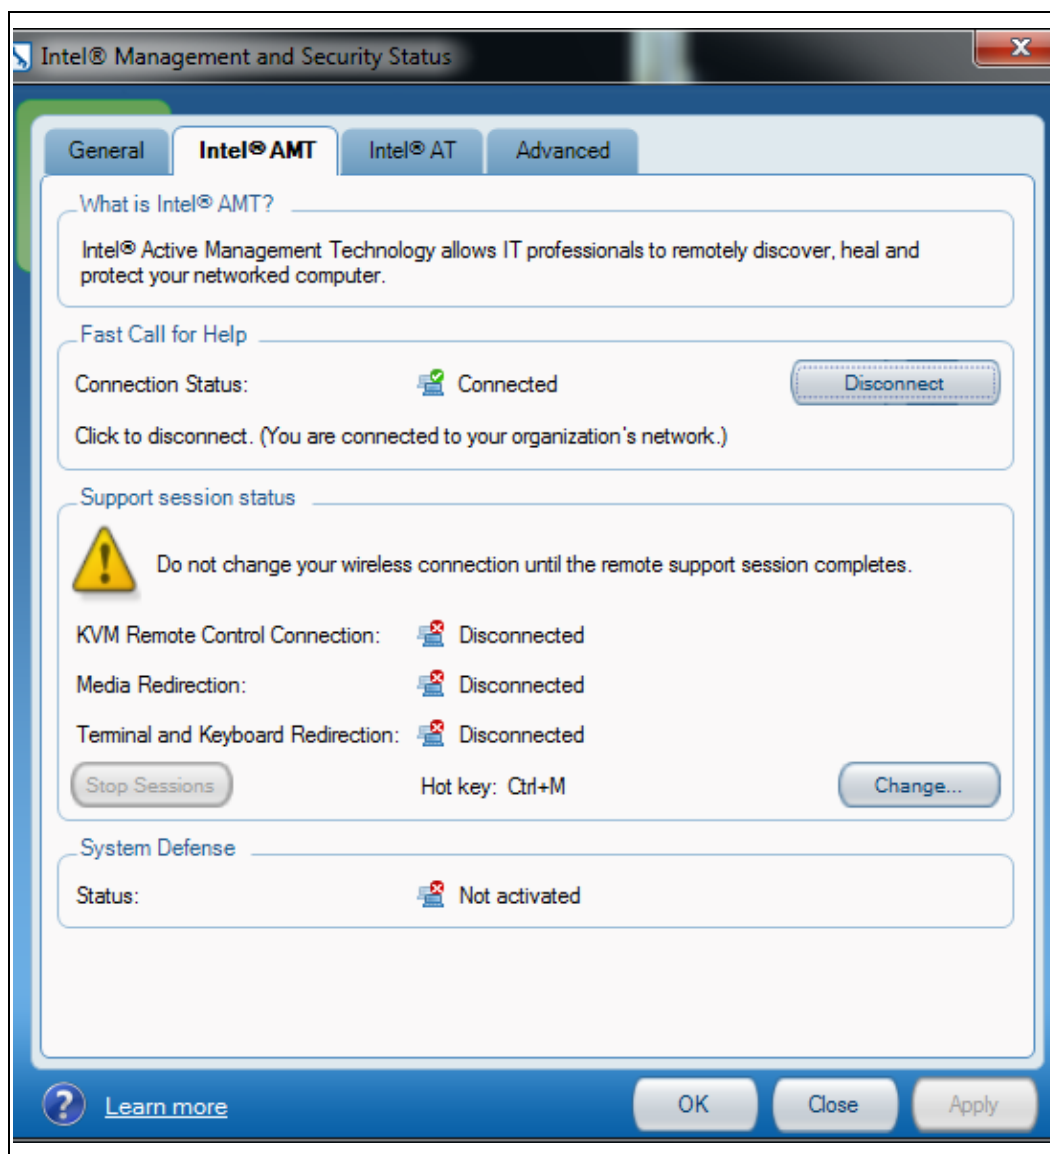 Intel® Management and Security Status
General
Intel® AMT
Intel® AT
Advanced
What is Intel® AMT?
Intel® Active Management Technology allows IT professionals to remotely discover, heal and
protect your networked computer.
Fast Call for Help
Connection Status:
Connected
Disconnect
Click to disconnect. (You are connected to your organization's network.)
Support session status
Do not change your wireless connection until the remote support session completes.
KVM Remote Control Connection:
Disconnected
Media Redirection:
Disconnected
Terminal and Keyboard Redirection:
Disconnected
Stop Sessions
Hot key: Ctrl+M
Change...
System Defense
Status:
Not activated
Learn more
OK
Close
Apply